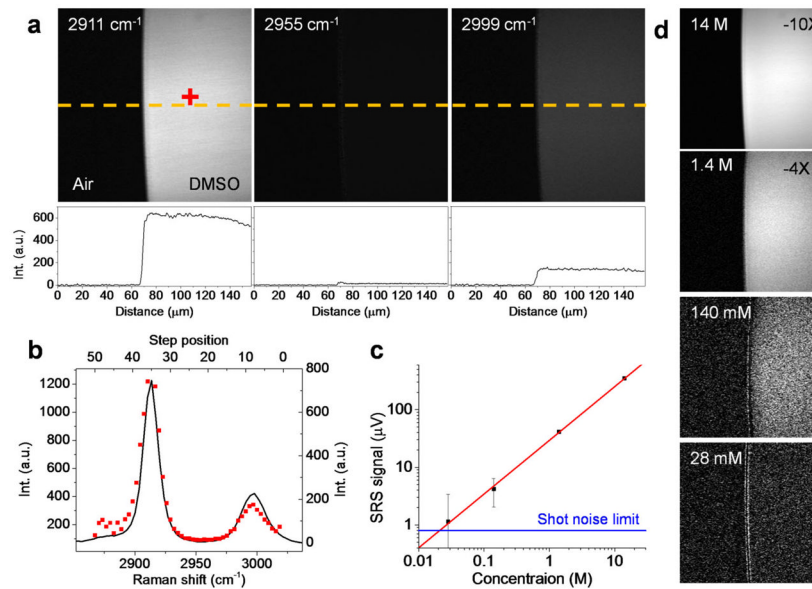 a
2911 cm⁻¹
2955 cm⁻¹
2999 cm⁻¹
Air
DMSO
Int. (a.u.)
600
400
200
0
0 20 40 60 80 100 120 140
0 20 40 60 80 100 120 140
0 20 40 60 80 100 120 140
Distance (μm)
Distance (μm)
Distance (μm)
b
Step position
50 40 30 20 10 0
Int. (a.u.)
1200
1000
800
600
400
200
800
600
400
200
0
Int. (a.u.)
2900 2950 3000
Raman shift (cm⁻¹)
c
SRS signal (μV)
100
10
1
Shot noise limit
0.01 0.1 1 10
Concentraion (M)
d
14 M
-10X
1.4 M
-4X
140 mM
28 mM